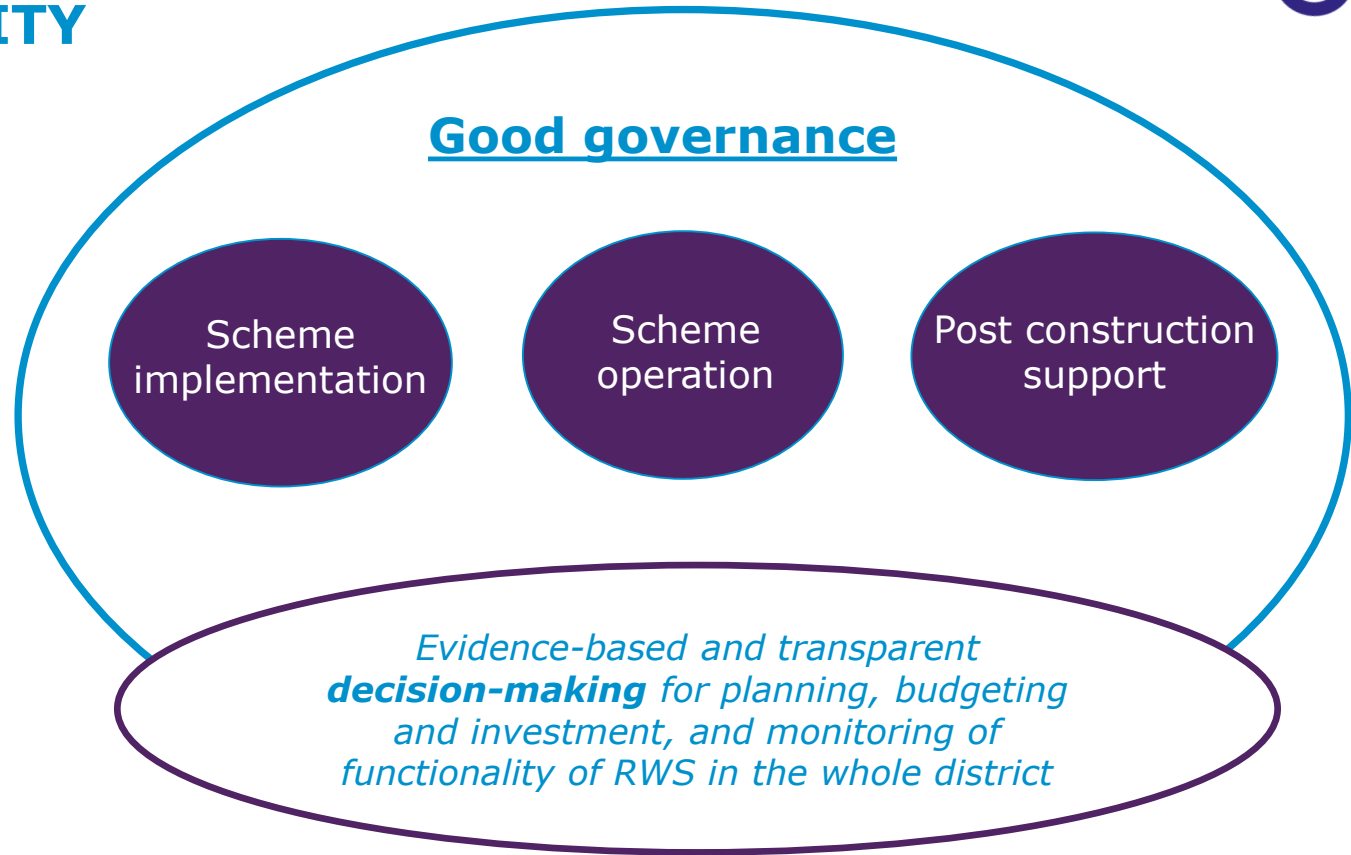 ITY
Good governance
Scheme
implementation
Scheme
operation
Post construction
support
Evidence-based and transparent
decision-making for planning, budgeting
and investment, and monitoring of
functionality of RWS in the whole district